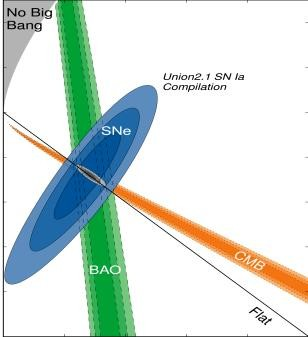 No Big
Bang
Union2.1 SN Ia
Compilation
SNe
BAO
CMB
Flat